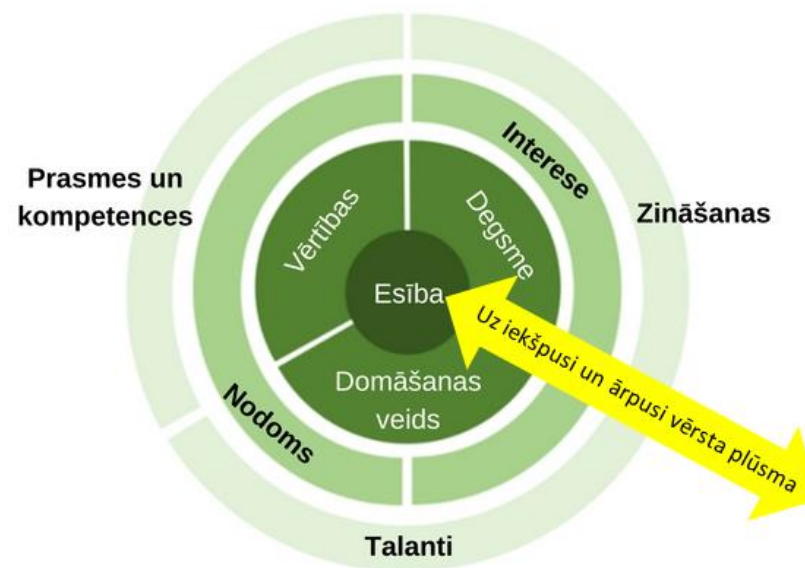 Prasmes un
kompetences
Interese
Zināšanas
Vērtības
Degsme
Esība
Domāšanas
veids
Nodoms
Talanti
Uz iekšpusi un ārpusi vērsta plūsma